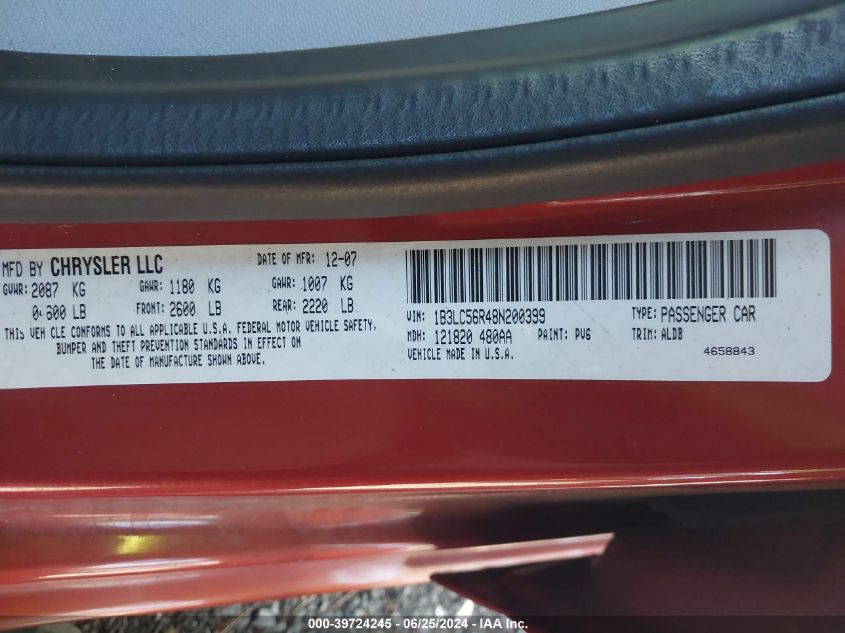 MFD BY CHRYSLER LLC DATE OF MFR: 12-07
GVWR: 2087 KG GAWR: 1180 KG GAWR: 1007 KG
0.600 LB FRONT: 2600 LB REAR: 2220 LB
THIS VEHICLE CONFORMS TO ALL APPLICABLE U.S.A. FEDERAL MOTOR VEHICLE SAFETY,
BUMPER AND THEFT PREVENTION STANDARDS IN EFFECT ON
THE DATE OF MANUFACTURE SHOWN ABOVE.
VIN: 1B3LC56R48N200399 TYPE: PASSENGER CAR
MDH: 121820 480AA PAINT: PV6 TRIM: ALDB
VEHICLE MADE IN U.S.A.
4658843
000-39724245 - 06/25/2024 - IAA Inc.